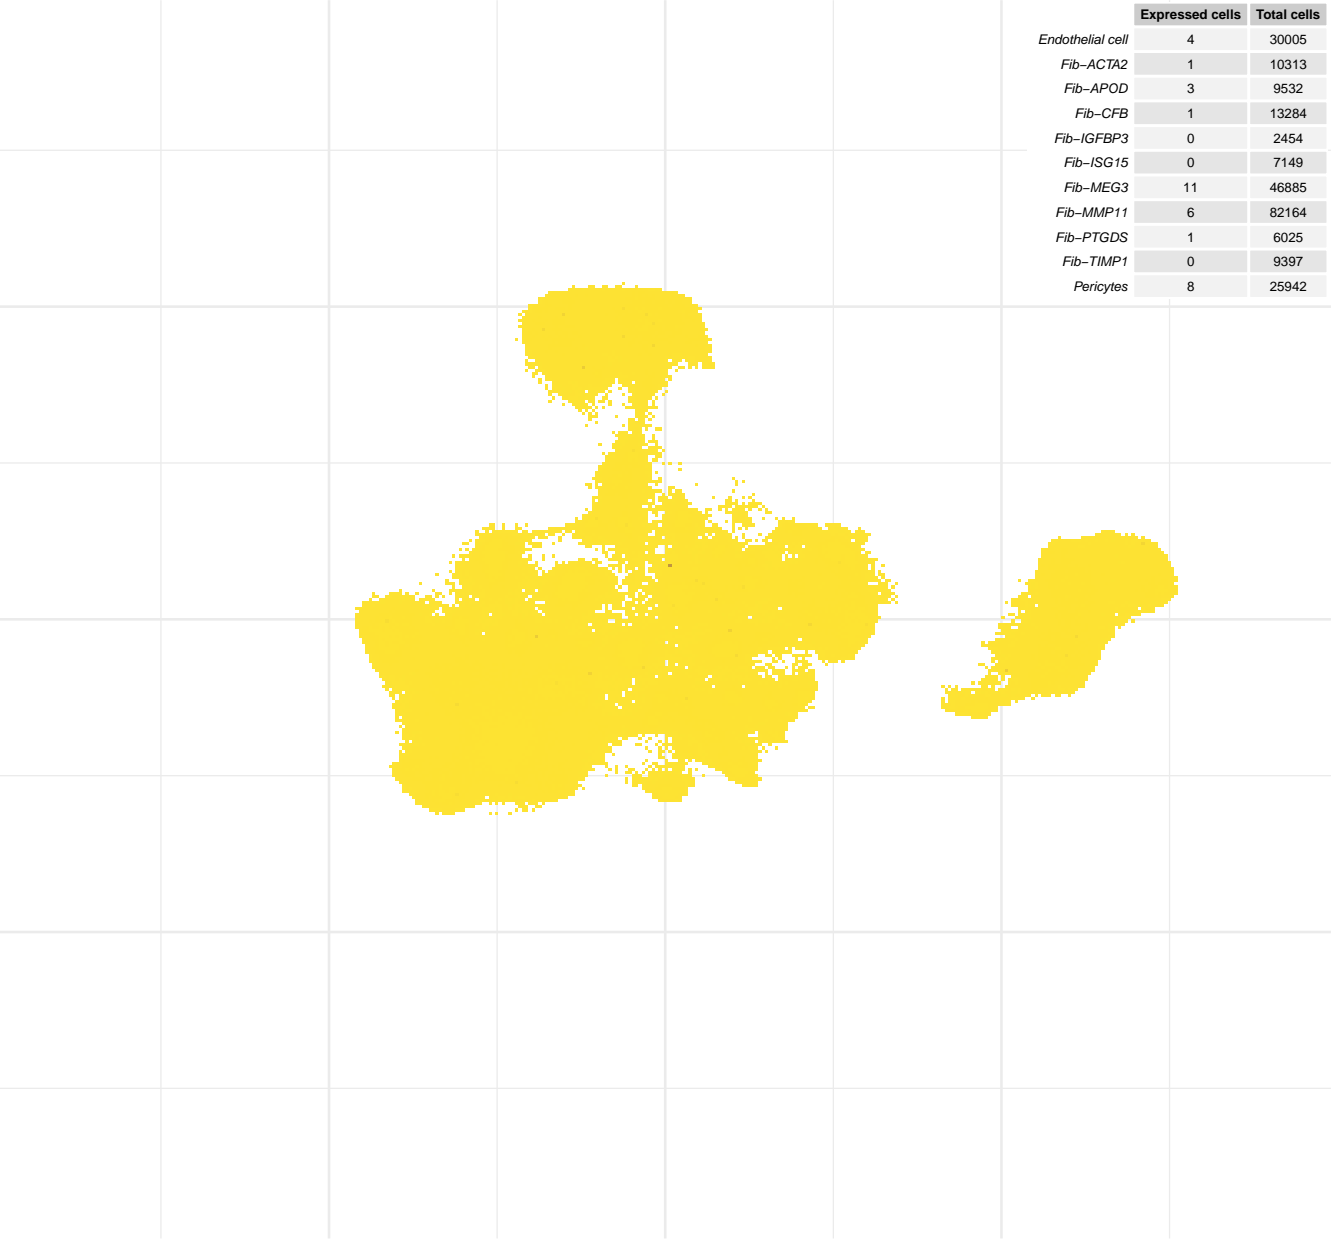 Expressed cells Total cells
Endothelial cell 4 30005
Fib−ACTA2 1 10313
Fib−APOD 3 9532
Fib−CFB 1 13284
Fib−IGFBP3 0 2454
Fib−ISG15 0 7149
Fib−MEG3 11 46885
Fib−MMP11 6 82164
Fib−PTGDS 1 6025
Fib−TIMP1 0 9397
Pericytes 8 25942